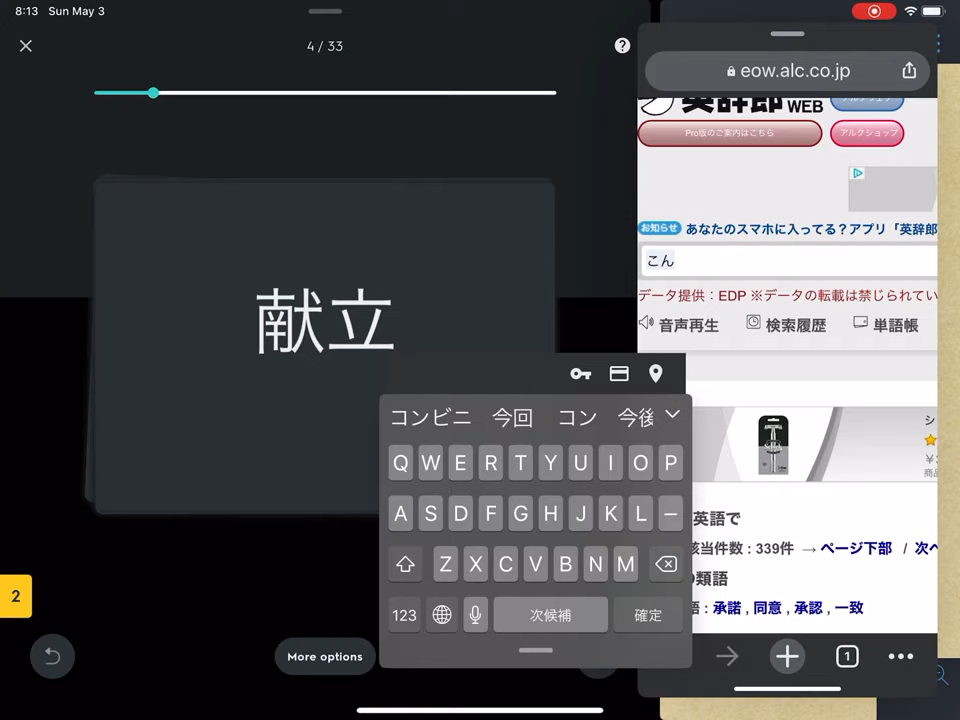 8:13 Sun May 3
4 / 33
?
献立
2
More options
eow.alc.co.jp
英辞郎 WEB
アルクショップ
Pro版のご案内はこちら
お知らせ あなたのスマホに入ってる？アプリ「英辞郎
こん
データ提供：EDP ※データの転載は禁じられてい
音声再生 検索履歴 単語帳
シ
英語で
該当件数 : 339件 → ページ下部 / 次へ
類語
: 承諾 , 同意 , 承認 , 一致
1
コンビニ 今回 コン 今後
Q W E R T Y U I O P
A S D F G H J K L ー
Z X C V B N M
123 次候補 確定